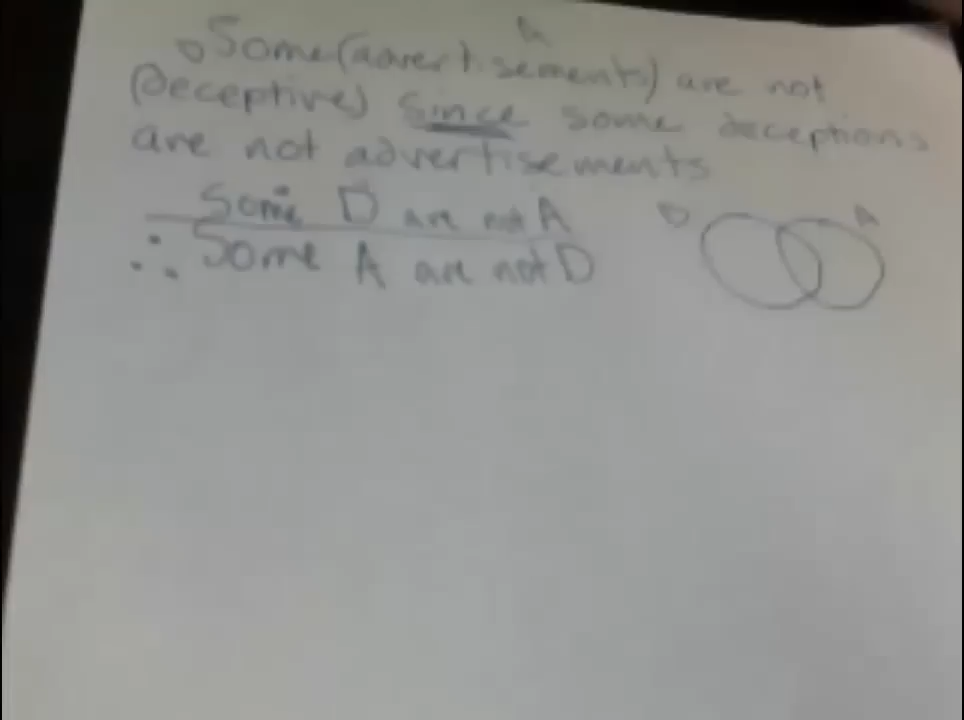 Some (advertisements) are not
A
(Deceptive) since some deceptions
are not advertisements
Some D are not A
∴ Some A are not D
D A